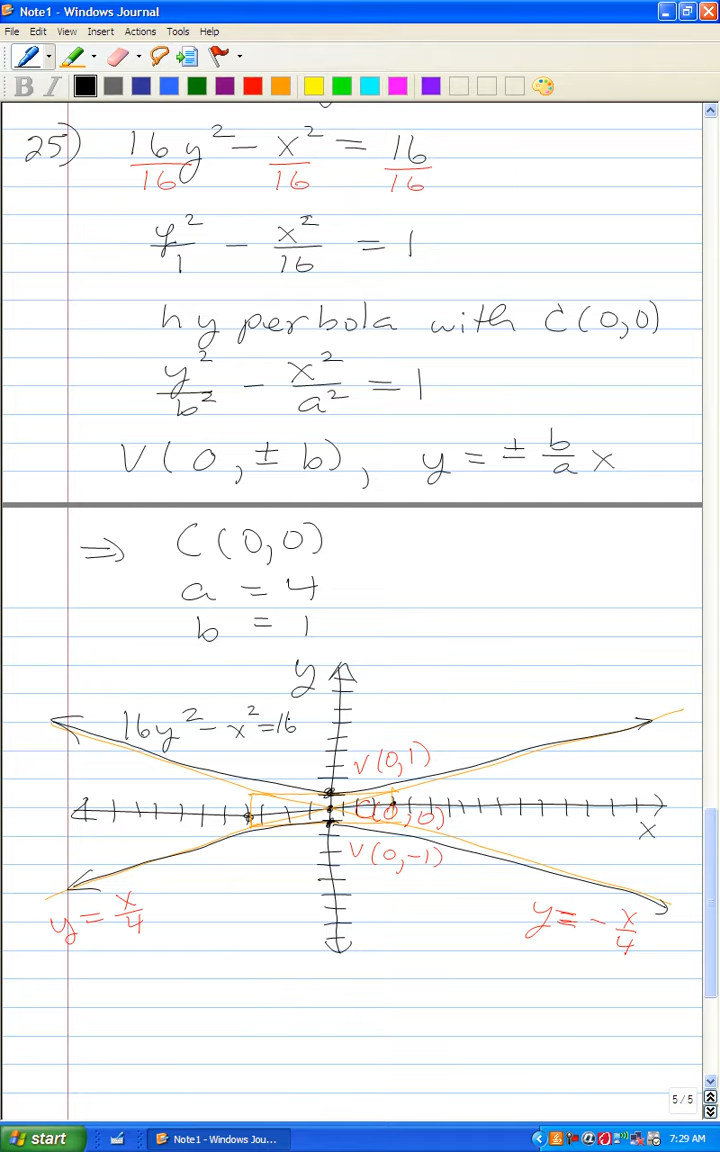 Note1 - Windows Journal
File Edit View Insert Actions Tools Help
B I
25) 16y² - x² = 16
16 16 16
y²/1 - x²/16 = 1
hyperbola with C(0,0)
y²/b² - x²/a² = 1
V(0, ± b), y = ± b/a x
⇒ C(0,0)
a = 4
b = 1
y
16y² - x² = 16
V(0,1)
C(0,0)
x
V(0,-1)
y = x/4
y = - x/4
5 / 5
start Note1 - Windows Jou... 7:29 AM